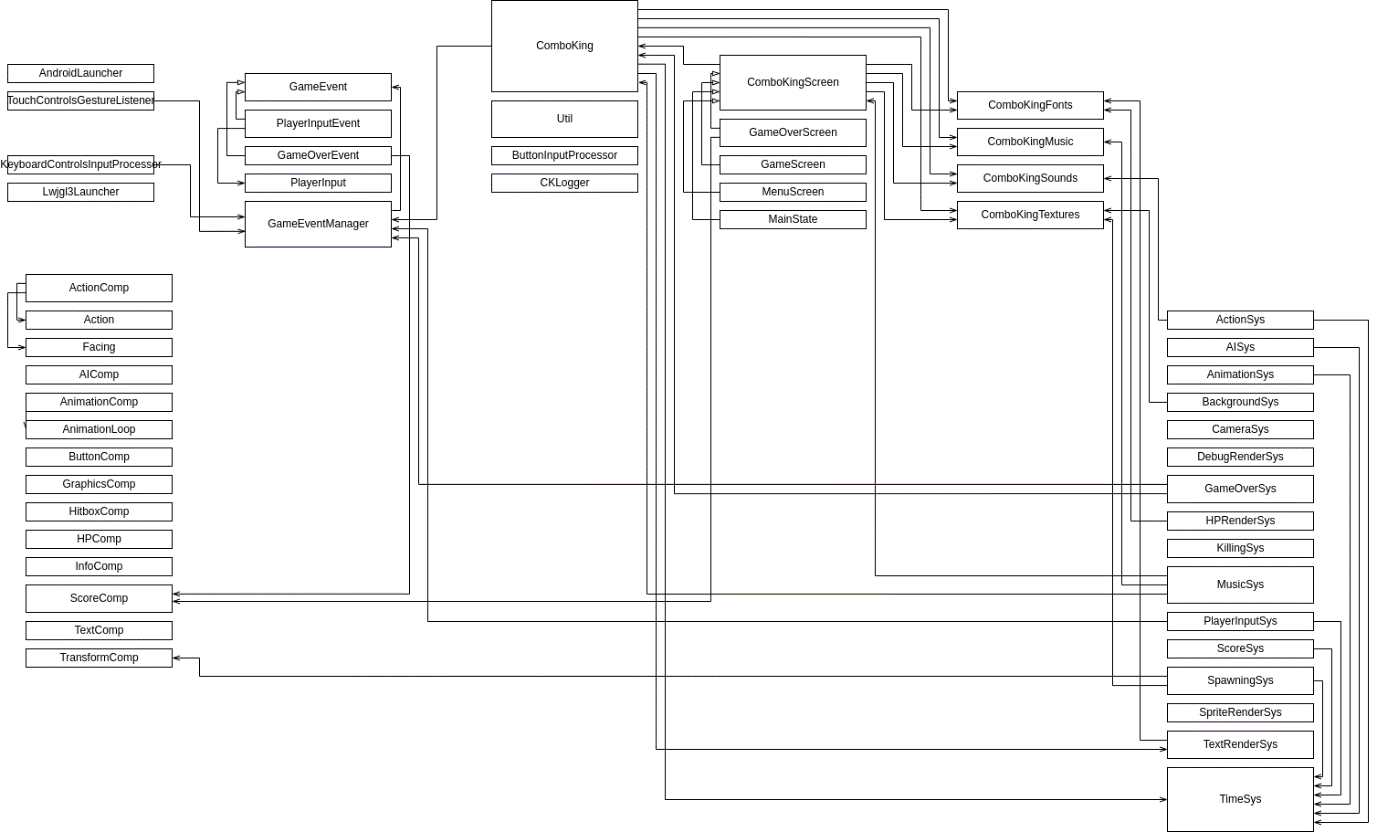 AndroidLauncher
TouchControlsGestureListener
KeyboardControlsInputProcessor
Lwjgl3Launcher
GameEvent
PlayerInputEvent
GameOverEvent
PlayerInput
GameEventManager
ComboKing
Util
ButtonInputProcessor
CKLogger
ComboKingScreen
GameOverScreen
GameScreen
MenuScreen
MainState
ComboKingFonts
ComboKingMusic
ComboKingSounds
ComboKingTextures
ActionComp
Action
Facing
AIComp
AnimationComp
AnimationLoop
ButtonComp
GraphicsComp
HitboxComp
HPComp
InfoComp
ScoreComp
TextComp
TransformComp
ActionSys
AISys
AnimationSys
BackgroundSys
CameraSys
DebugRenderSys
GameOverSys
HPRenderSys
KillingSys
MusicSys
PlayerInputSys
ScoreSys
SpawningSys
SpriteRenderSys
TextRenderSys
TimeSys